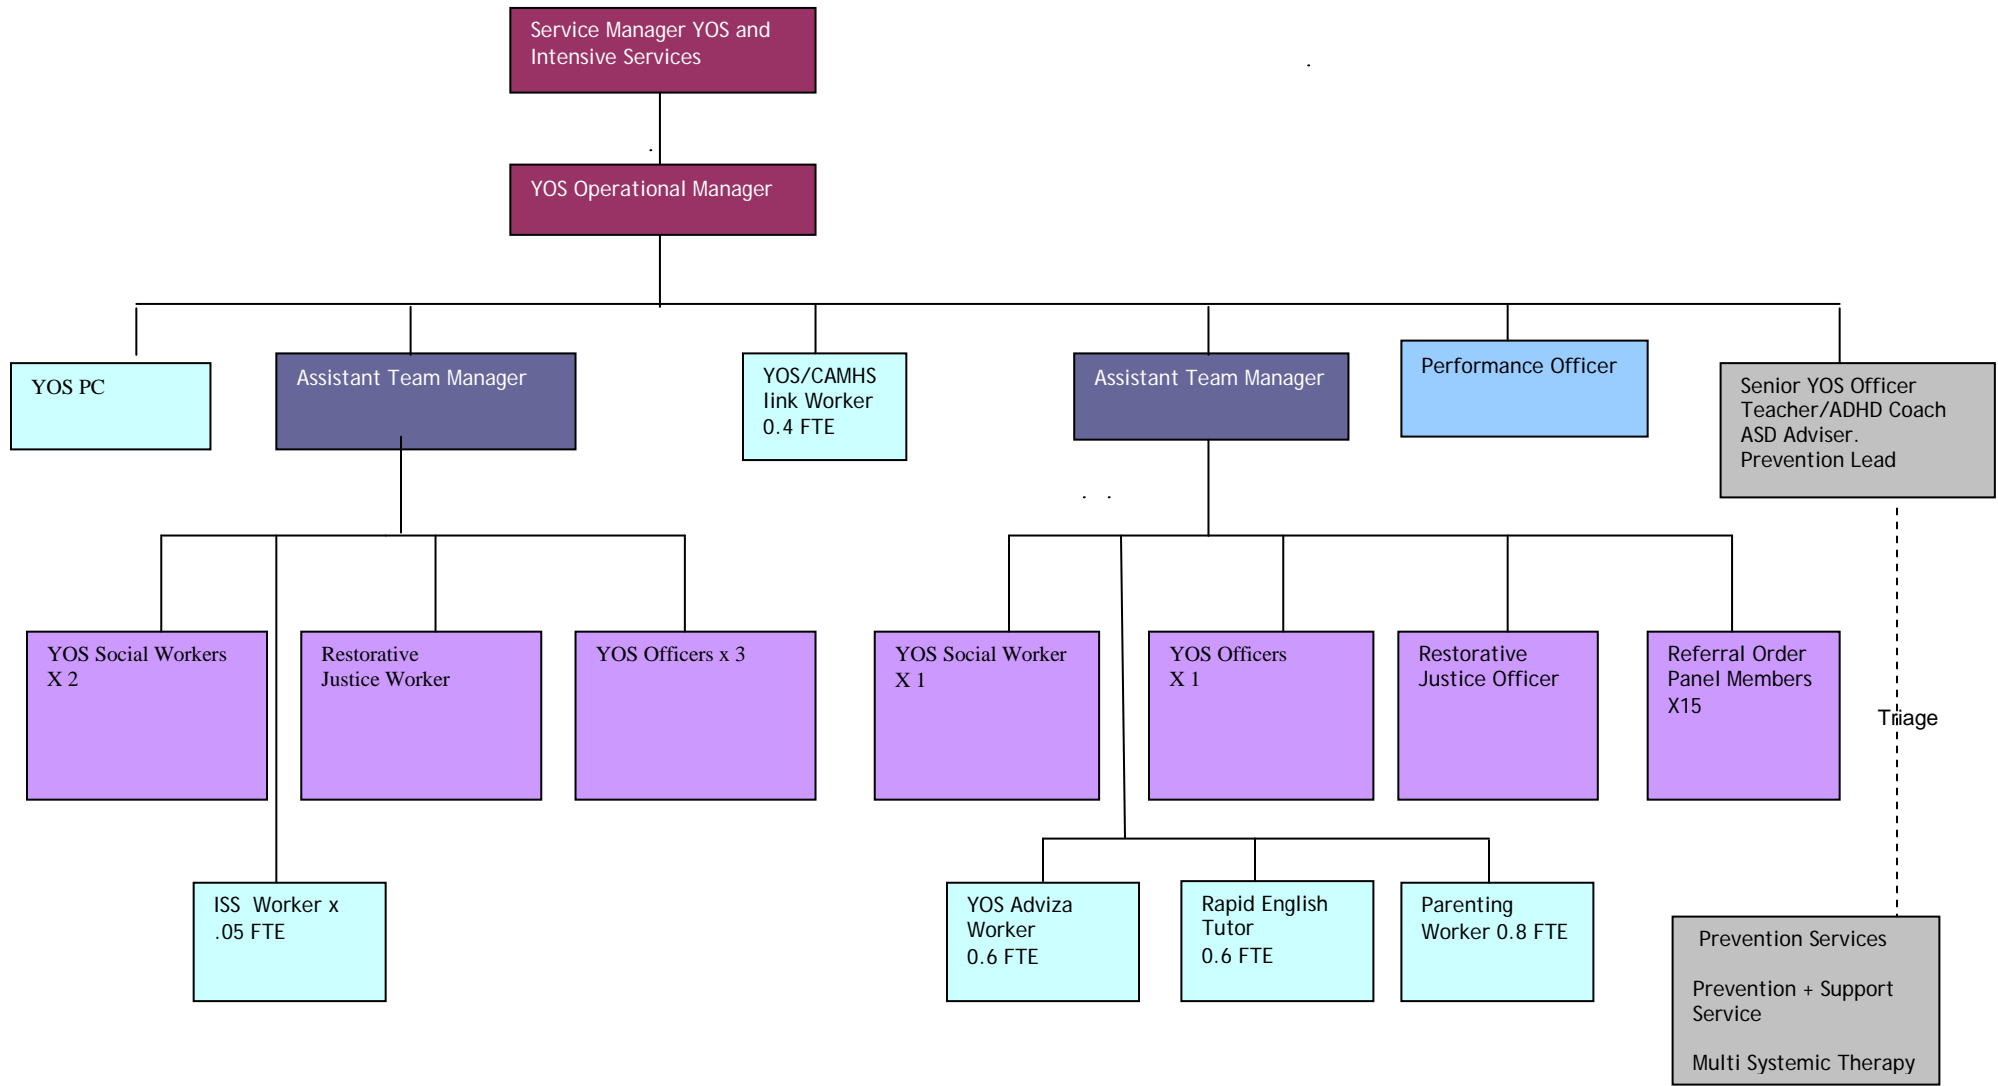 Service Manager YOS and
Intensive Services
YOS Operational Manager
YOS PC
Assistant Team Manager
YOS/CAMHS
link Worker
0.4 FTE
Assistant Team Manager
Performance Officer
Senior YOS Officer
Teacher/ADHD Coach
ASD Adviser.
Prevention Lead
YOS Social Workers
X 2
Restorative
Justice Worker
YOS Officers x 3
YOS Social Worker
X 1
YOS Officers
X 1
Restorative
Justice Officer
Referral Order
Panel Members
X15
Triage
ISS Worker x
.05 FTE
YOS Adviza
Worker
0.6 FTE
Rapid English
Tutor
0.6 FTE
Parenting
Worker 0.8 FTE
Prevention Services
Prevention + Support
Service
Multi Systemic Therapy